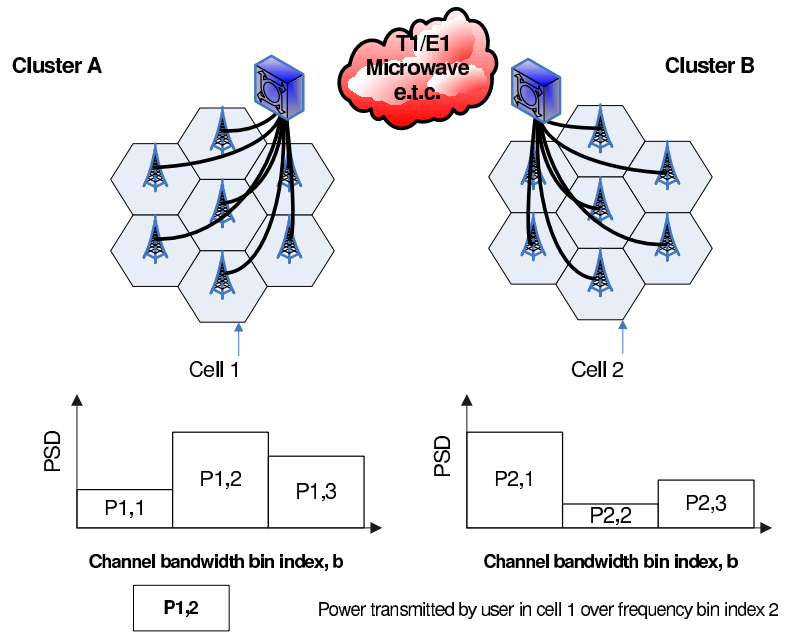 Cluster A
T1/E1
Microwave
e.t.c.
Cluster B
Cell 1
Cell 2
PSD
P1,1
P1,2
P1,3
Channel bandwidth bin index, b
PSD
P2,1
P2,2
P2,3
Channel bandwidth bin index, b
P1,2
Power transmitted by user in cell 1 over frequency bin index 2